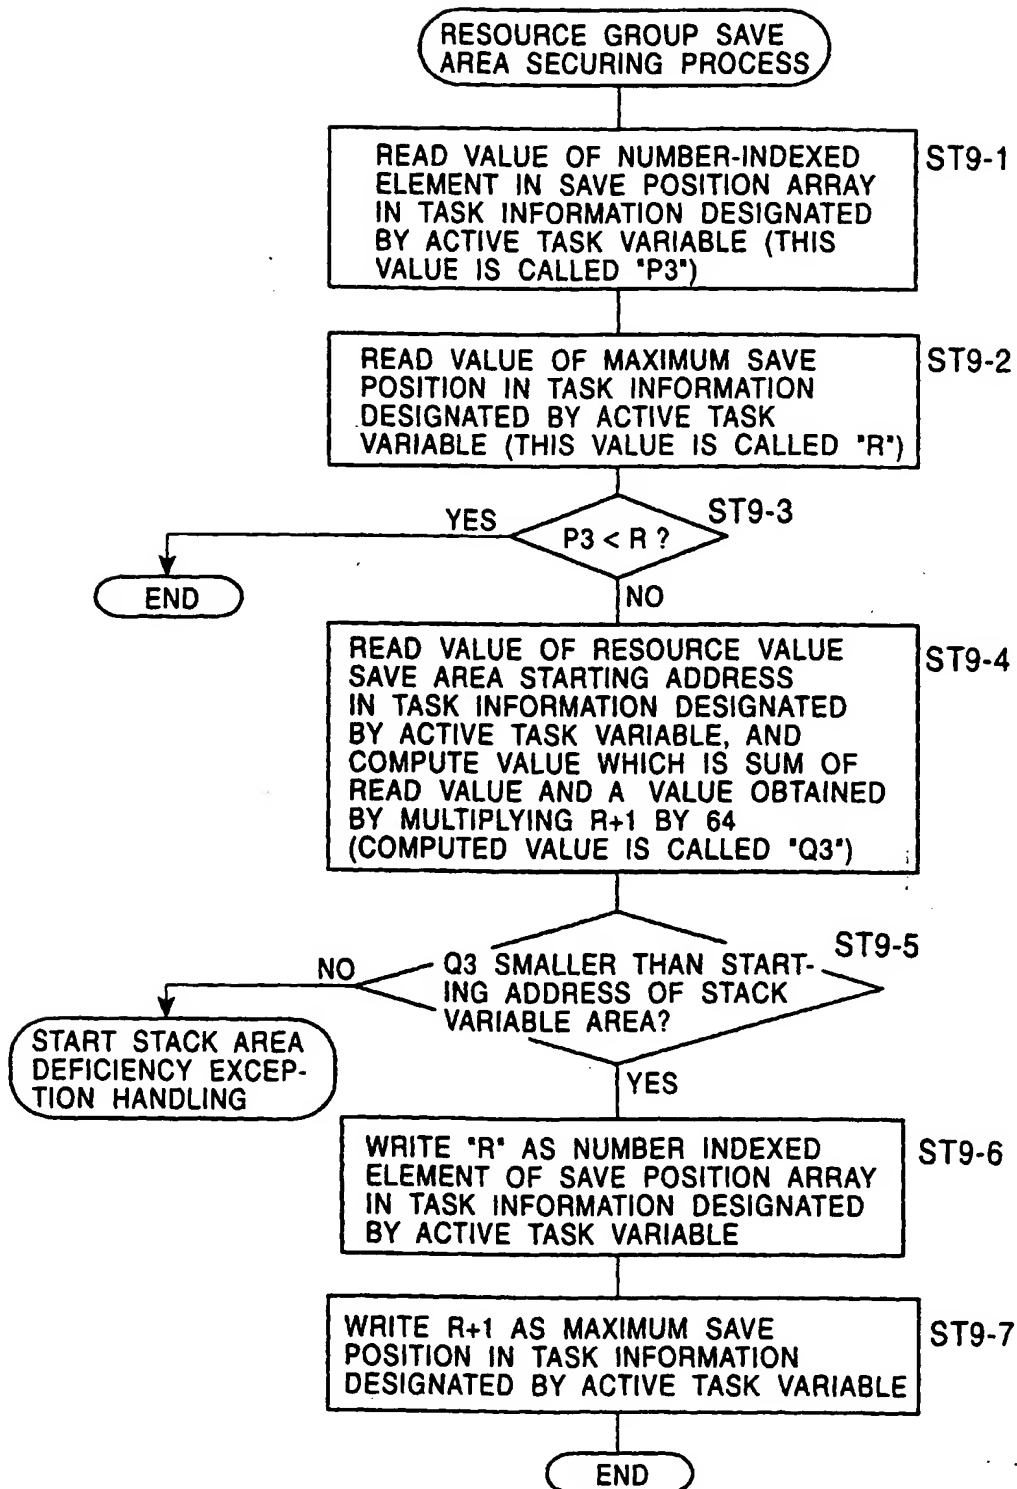 RESOURCE GROUP SAVE
AREA SECURING PROCESS
READ VALUE OF NUMBER-INDEXED
ELEMENT IN SAVE POSITION ARRAY
IN TASK INFORMATION DESIGNATED
BY ACTIVE TASK VARIABLE (THIS
VALUE IS CALLED "P3")
ST9-1
READ VALUE OF MAXIMUM SAVE
POSITION IN TASK INFORMATION
DESIGNATED BY ACTIVE TASK
VARIABLE (THIS VALUE IS CALLED "R")
ST9-2
P3 < R ?
ST9-3
YES
END
NO
READ VALUE OF RESOURCE VALUE
SAVE AREA STARTING ADDRESS
IN TASK INFORMATION DESIGNATED
BY ACTIVE TASK VARIABLE, AND
COMPUTE VALUE WHICH IS SUM OF
READ VALUE AND A VALUE OBTAINED
BY MULTIPLYING R+1 BY 64
(COMPUTED VALUE IS CALLED "Q3")
ST9-4
Q3 SMALLER THAN START-
ING ADDRESS OF STACK
VARIABLE AREA?
ST9-5
NO
START STACK AREA
DEFICIENCY EXCEP-
TION HANDLING
YES
WRITE "R" AS NUMBER INDEXED
ELEMENT OF SAVE POSITION ARRAY
IN TASK INFORMATION DESIGNATED
BY ACTIVE TASK VARIABLE
ST9-6
WRITE R+1 AS MAXIMUM SAVE
POSITION IN TASK INFORMATION
DESIGNATED BY ACTIVE TASK VARIABLE
ST9-7
END